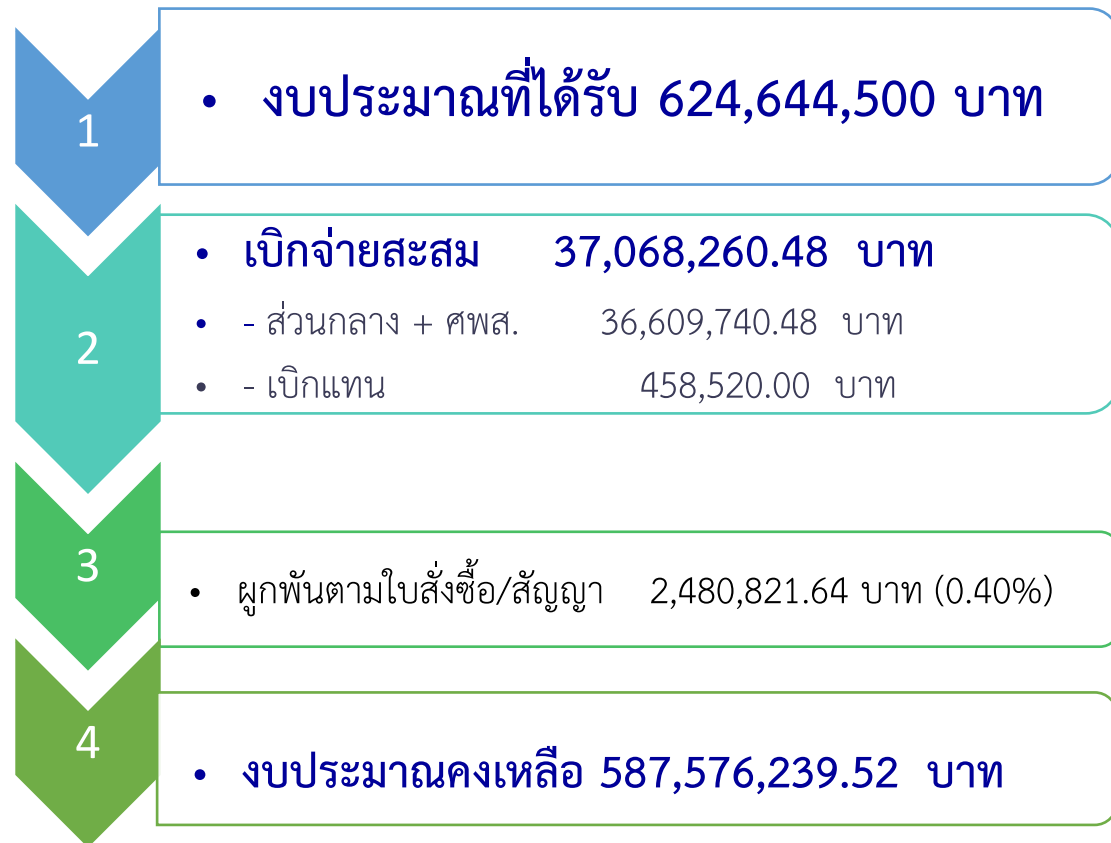 1
• งบประมาณที่ได้รับ 624,644,500 บาท
2
• เบิกจ่ายสะสม 37,068,260.48 บาท
• - ส่วนกลาง + ศพส. 36,609,740.48 บาท
• - เบิกแทน 458,520.00 บาท
3
• ผูกพันตามใบสั่งซื้อ/สัญญา 2,480,821.64 บาท (0.40%)
4
• งบประมาณคงเหลือ 587,576,239.52 บาท